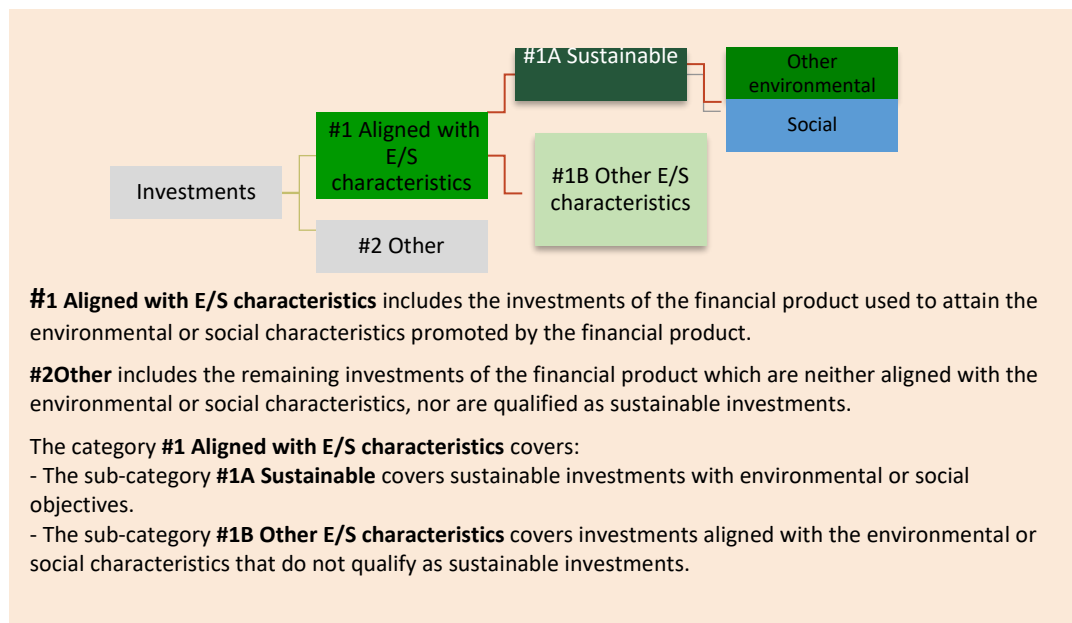 #1A Sustainable
Other
environmental
Social
#1 Aligned with
E/S
characteristics
#1B Other E/S
characteristics
Investments
#2 Other
#1 Aligned with E/S characteristics includes the investments of the financial product used to attain the
environmental or social characteristics promoted by the financial product.
#2Other includes the remaining investments of the financial product which are neither aligned with the
environmental or social characteristics, nor are qualified as sustainable investments.
The category #1 Aligned with E/S characteristics covers:
- The sub-category #1A Sustainable covers sustainable investments with environmental or social
objectives.
- The sub-category #1B Other E/S characteristics covers investments aligned with the environmental or
social characteristics that do not qualify as sustainable investments.